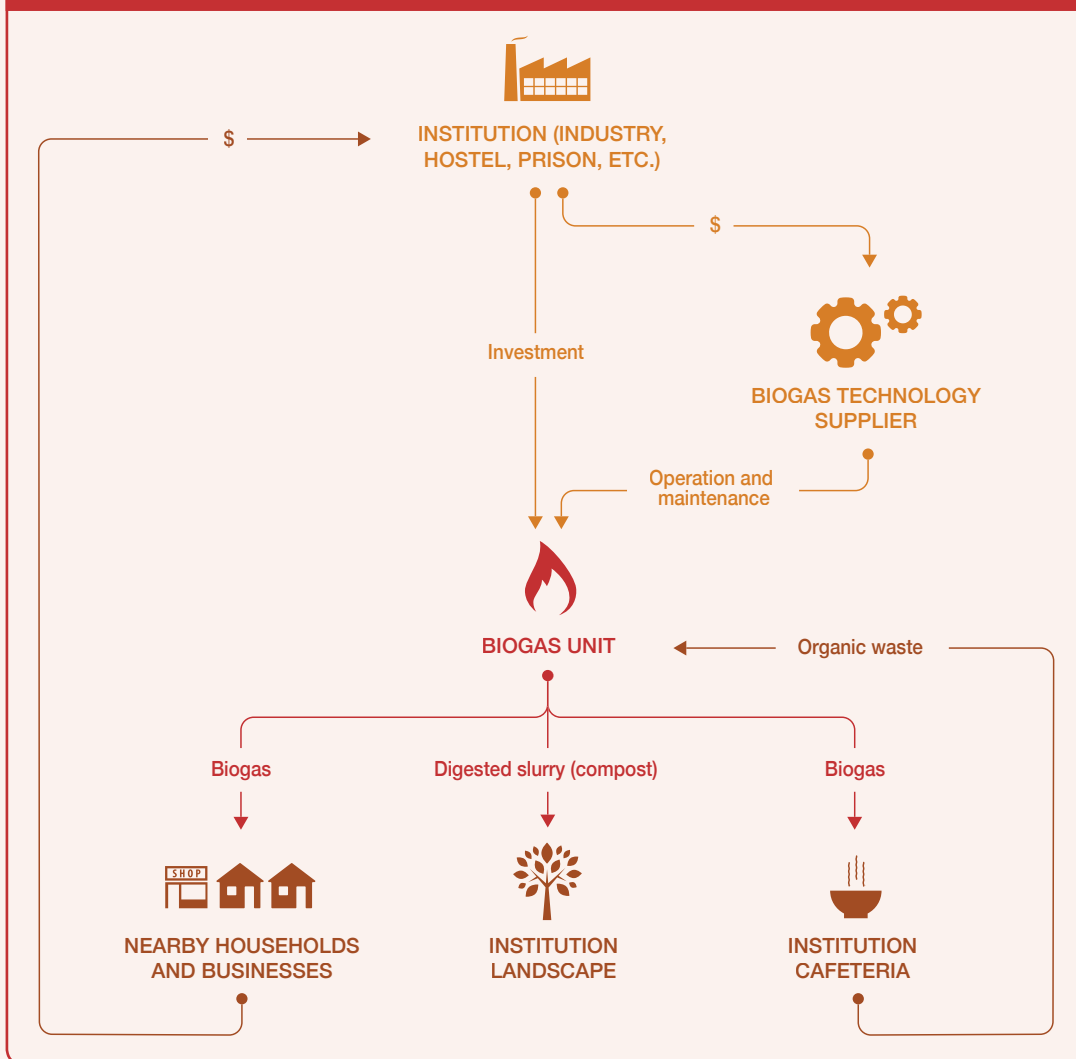 $
INSTITUTION (INDUSTRY,
HOSTEL, PRISON, ETC.)
$
Investment
BIOGAS TECHNOLOGY
SUPPLIER
Operation and
maintenance
BIOGAS UNIT
Organic waste
Biogas
Digested slurry (compost)
Biogas
SHOP
NEARBY HOUSEHOLDS
AND BUSINESSES
INSTITUTION
LANDSCAPE
INSTITUTION
CAFETERIA